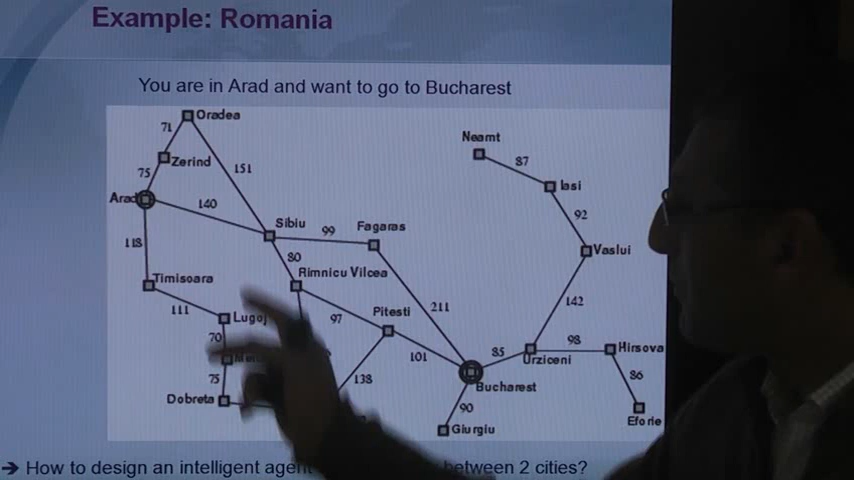 Example: Romania
You are in Arad and want to go to Bucharest
Oradea
71
Neamt
Zerind
87
151
75
Iasi
Arad
140
92
Sibiu
Fagaras
99
118
Vaslui
80
Timisoara
Rimnicu Vilcea
111
142
211
Lugoj
97
Pitesti
70
98
Hirsova
101
85
Urziceni
75
138
86
Bucharest
Dobreta
90
Giurgiu
Eforie
➔ How to design an intelligent agent between 2 cities?